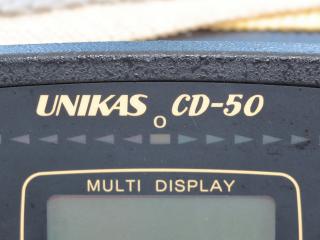 UNIKAS CD-50
O
MULTI DISPLAY